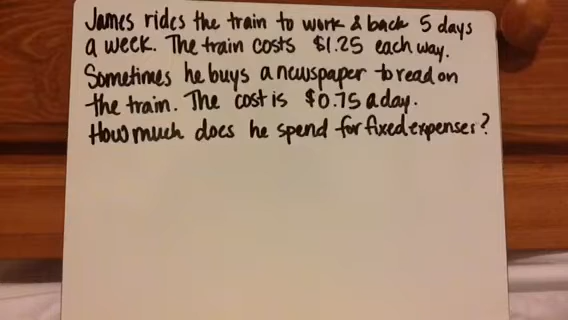 James rides the train to work & back 5 days
a week. The train costs $1.25 each way.
Sometimes he buys a newspaper to read on
the train. The cost is $0.75 a day.
How much does he spend for fixed expenses?